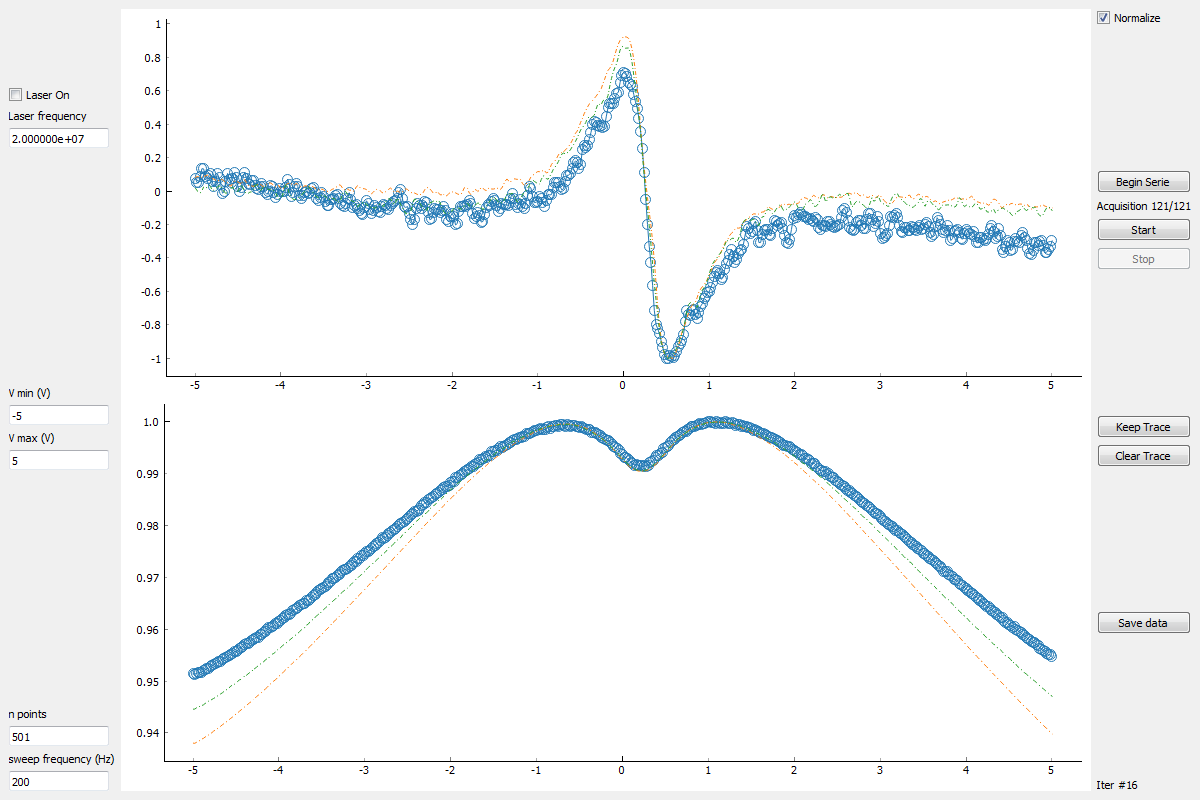 Normalize
Laser On
Laser frequency
2.000000e+07
V min (V)
-5
V max (V)
5
n points
501
sweep frequency (Hz)
200
1
0.8
0.6
0.4
0.2
0
-0.2
-0.4
-0.6
-0.8
-1
-5 -4 -3 -2 -1 0 1 2 3 4 5
1.0
0.99
0.98
0.97
0.96
0.95
0.94
-5 -4 -3 -2 -1 0 1 2 3 4 5
Begin Serie
Acquisition 121/121
Start
Stop
Keep Trace
Clear Trace
Save data
Iter #16